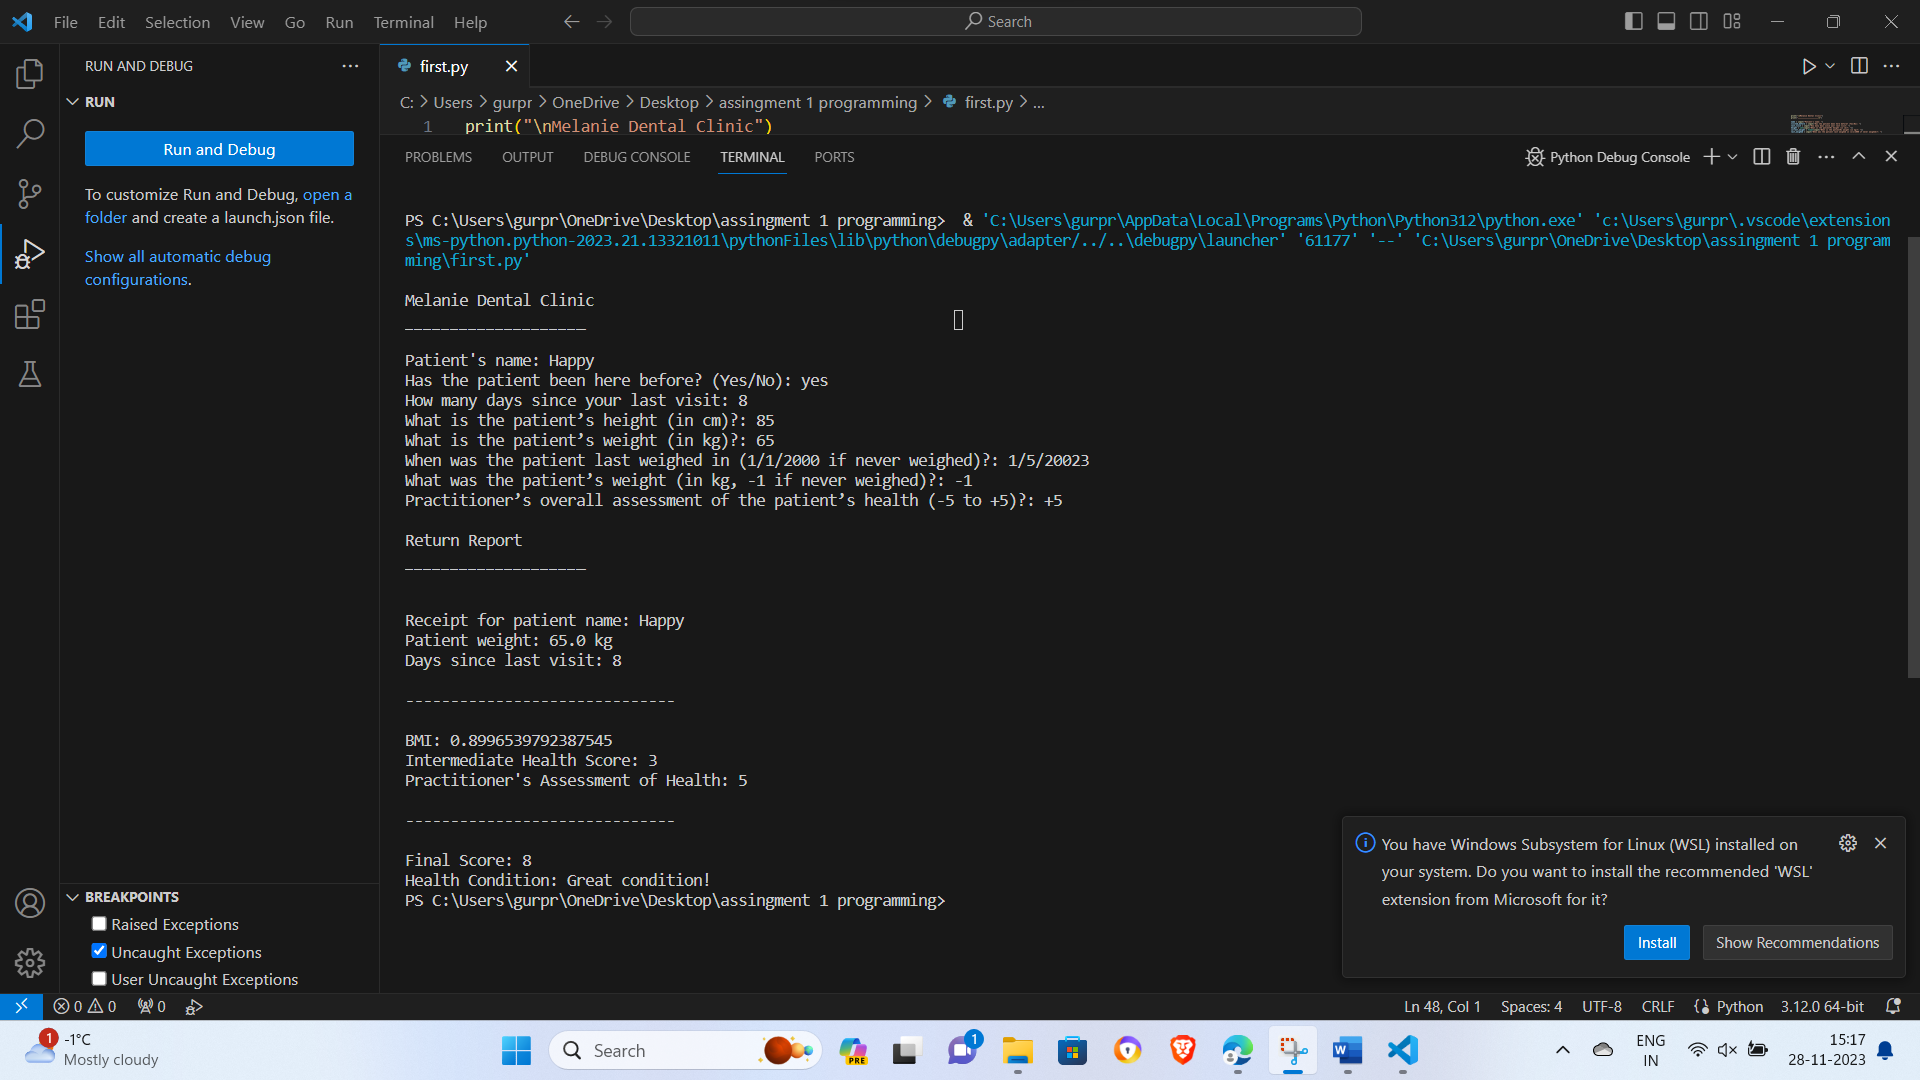 File Edit Selection View Go Run Terminal Help
Search
RUN AND DEBUG
first.py
RUN
C: > Users > gurpr > OneDrive > Desktop > assingment 1 programming > first.py > ...
1 print("\nMelanie Dental Clinic")
Run and Debug
To customize Run and Debug, open a
folder and create a launch.json file.
Show all automatic debug
configurations.
PROBLEMS OUTPUT DEBUG CONSOLE TERMINAL PORTS
Python Debug Console
PS C:\Users\gurpr\OneDrive\Desktop\assingment 1 programming>  & 'C:\Users\gurpr\AppData\Local\Programs\Python\Python312\python.exe' 'c:\Users\gurpr\.vscode\extension
s\ms-python.python-2023.21.13321011\pythonFiles\lib\python\debugpy\adapter/../..\debugpy\launcher' '61177' '--' 'C:\Users\gurpr\OneDrive\Desktop\assingment 1 program
ming\first.py'
Melanie Dental Clinic
____________________
Patient's name: Happy
Has the patient been here before? (Yes/No): yes
How many days since your last visit: 8
What is the patient’s height (in cm)?: 85
What is the patient’s weight (in kg)?: 65
When was the patient last weighed in (1/1/2000 if never weighed)?: 1/5/20023
What was the patient’s weight (in kg, -1 if never weighed)?: -1
Practitioner’s overall assessment of the patient’s health (-5 to +5)?: +5
Return Report
____________________
Receipt for patient name: Happy
Patient weight: 65.0 kg
Days since last visit: 8
------------------------------
BMI: 0.8996539792387545
Intermediate Health Score: 3
Practitioner's Assessment of Health: 5
------------------------------
Final Score: 8
Health Condition: Great condition!
PS C:\Users\gurpr\OneDrive\Desktop\assingment 1 programming>
You have Windows Subsystem for Linux (WSL) installed on
your system. Do you want to install the recommended 'WSL'
extension from Microsoft for it?
Install Show Recommendations
BREAKPOINTS
Raised Exceptions
Uncaught Exceptions
User Uncaught Exceptions
0 0 0
Ln 48, Col 1 Spaces: 4 UTF-8 CRLF {} Python 3.12.0 64-bit
1
-1°C
Mostly cloudy
Search
PRE
1
W
ENG
IN
15:17
28-11-2023